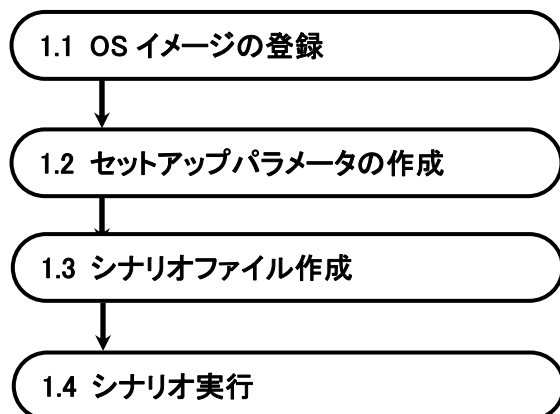 1.1 OS イメージの登録
1.2 セットアップパラメータの作成
1.3 シナリオファイル作成
1.4 シナリオ実行